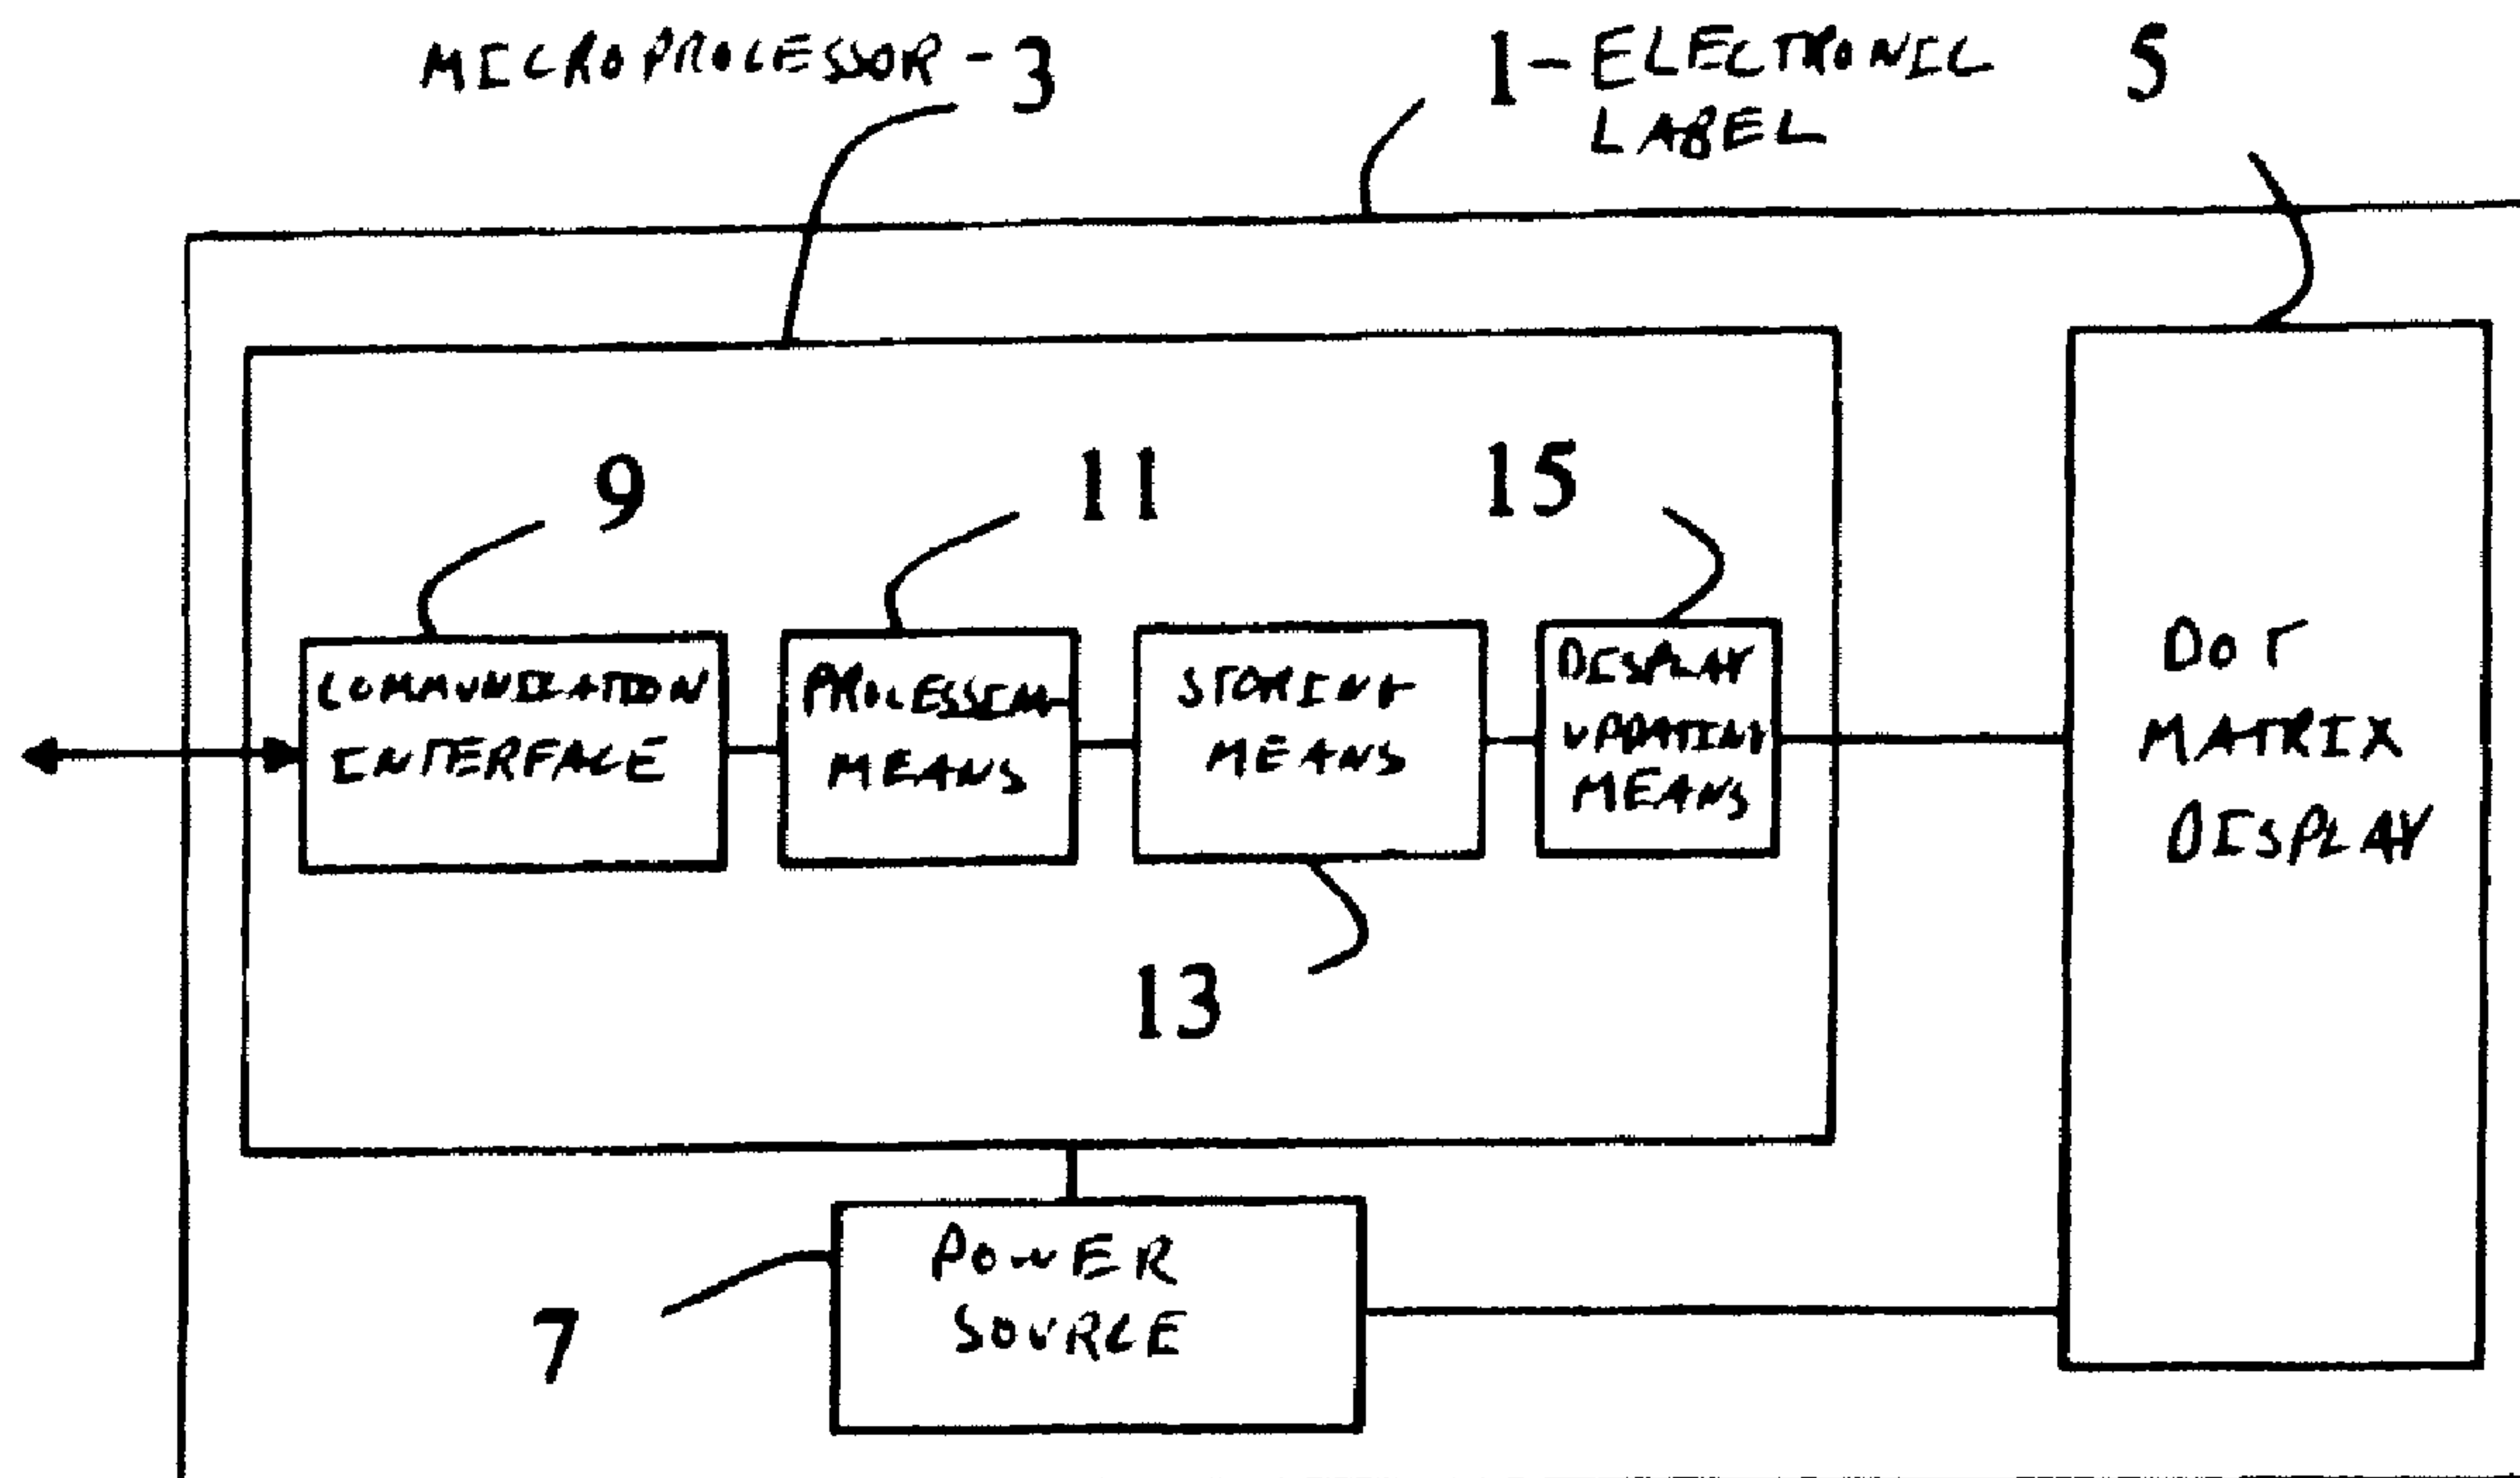 MICROPROCESSOR - 3
1 - ELECTRONIC
LABEL
5
9
11
15
COMMUNICATION
INTERFACE
PROCESSING
MEANS
STORING
MEANS
DISPLAY
UPDATING
MEANS
DOT
MATRIX
DISPLAY
13
POWER
SOURCE
7